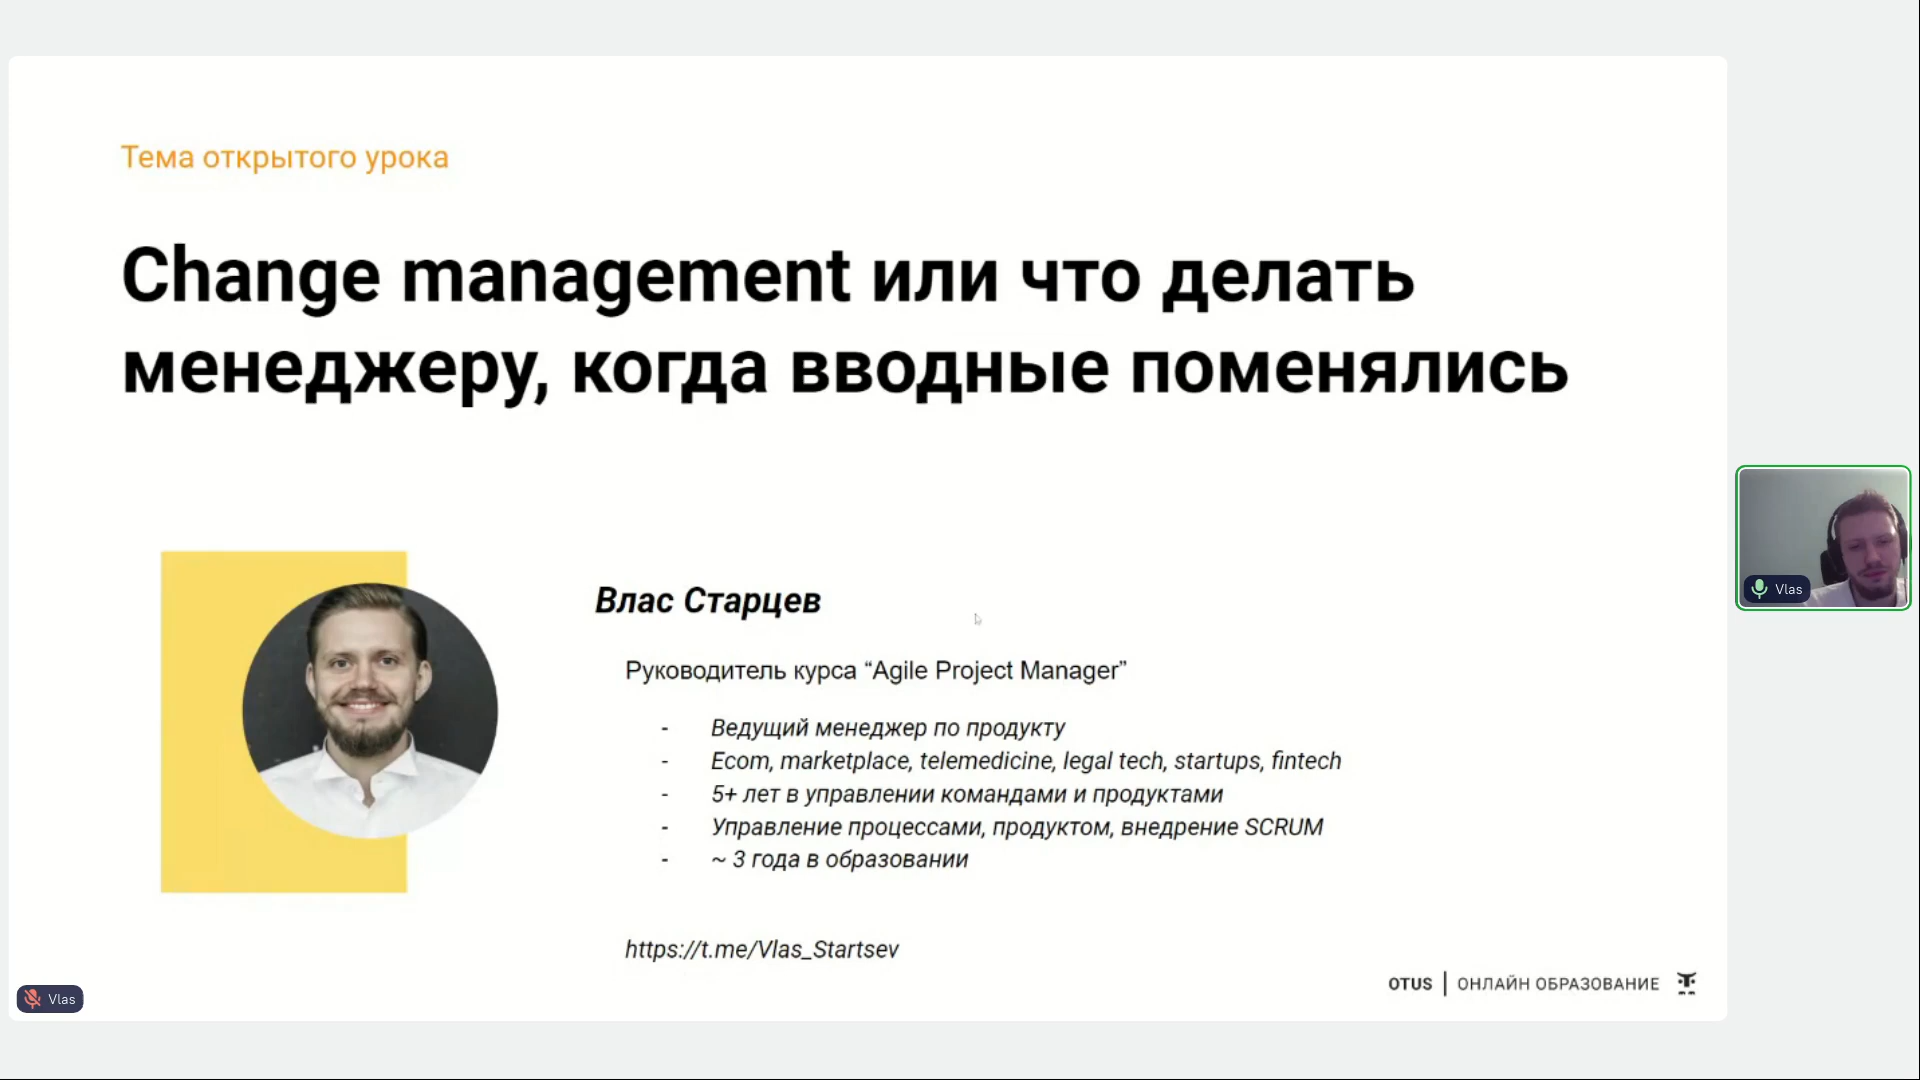 Тема открытого урока
Change management или что делать
менеджеру, когда вводные поменялись
Влас Старцев
Руководитель курса “Agile Project Manager”
- Ведущий менеджер по продукту
- Ecom, marketplace, telemedicine, legal tech, startups, fintech
- 5+ лет в управлении командами и продуктами
- Управление процессами, продуктом, внедрение SCRUM
- ~ 3 года в образовании
https://t.me/Vlas_Startsev
OTUS | ОНЛАЙН ОБРАЗОВАНИЕ
Vlas
Vlas